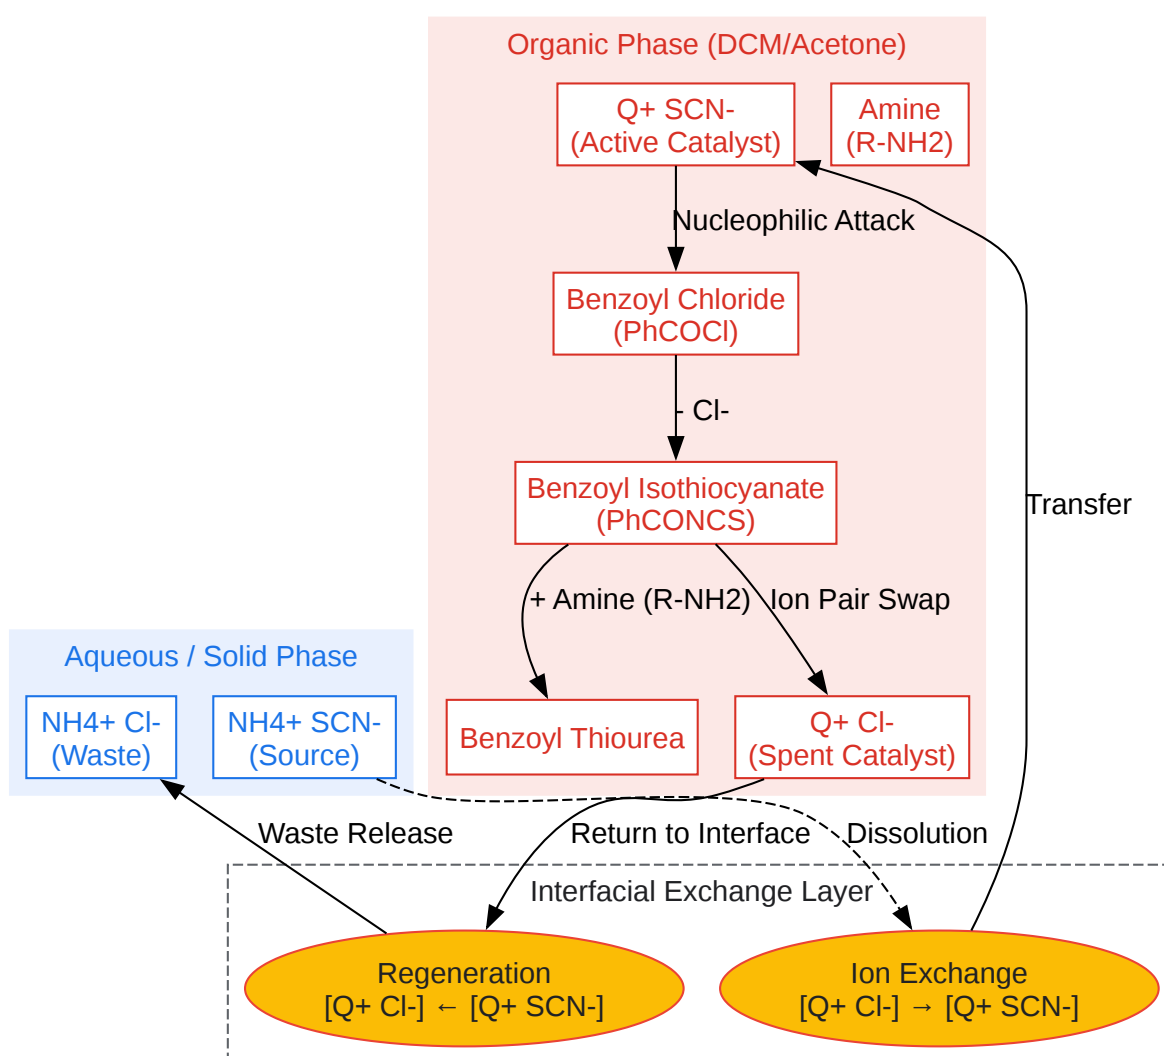 Organic Phase (DCM/Acetone)
Q+ SCN-
(Active Catalyst)
Amine
(R-NH2)
Nucleophilic Attack
Benzoyl Chloride
(PhCOCl)
- Cl-
Benzoyl Isothiocyanate
(PhCONCS)
Transfer
+ Amine (R-NH2)
Ion Pair Swap
Aqueous / Solid Phase
NH4+ Cl-
(Waste)
NH4+ SCN-
(Source)
Benzoyl Thiourea
Q+ Cl-
(Spent Catalyst)
Waste Release
Return to Interface
Dissolution
Interfacial Exchange Layer
Regeneration
[Q+ Cl-] ← [Q+ SCN-]
Ion Exchange
[Q+ Cl-] → [Q+ SCN-]